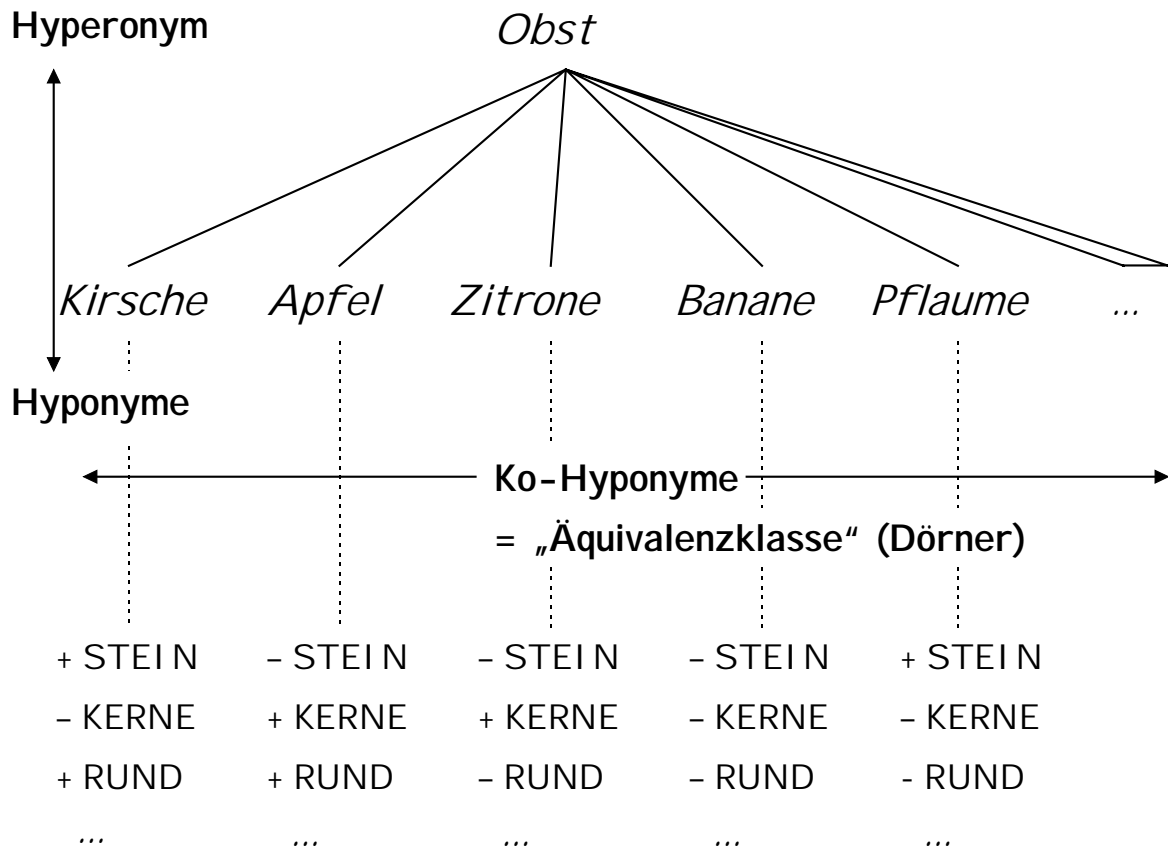 Hyperonym Obst
Kirsche Apfel Zitrone Banane Pflaume ...
Hyponyme
Ko-Hyponyme
= „Äquivalenzklasse“ (Dörner)
+ STEIN – STEIN – STEIN – STEIN + STEIN
– KERNE + KERNE + KERNE – KERNE – KERNE
+ RUND + RUND – RUND – RUND - RUND
... ... ... ... ...